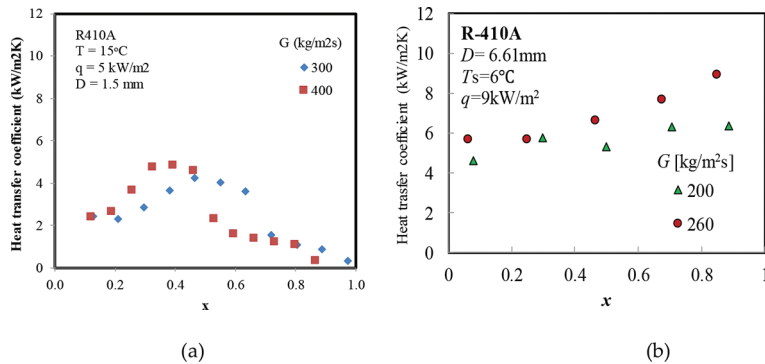 Heat transfer coefficient (kW/m2K)
12
10
8
6
4
2
0
R410A
T = 15ºC
q = 5 kW/m2
D = 1.5 mm
G (kg/m2s)
300
400
0.0 0.2 0.4 0.6 0.8 1.0
x
(a)
Heat trasfer coefficient (kW/m2K)
12
10
8
6
4
2
0
R-410A
D= 6.61mm
Ts=6℃
q=9kW/m²
G [kg/m²s]
200
260
0 0.2 0.4 0.6 0.8 1
x
(b)